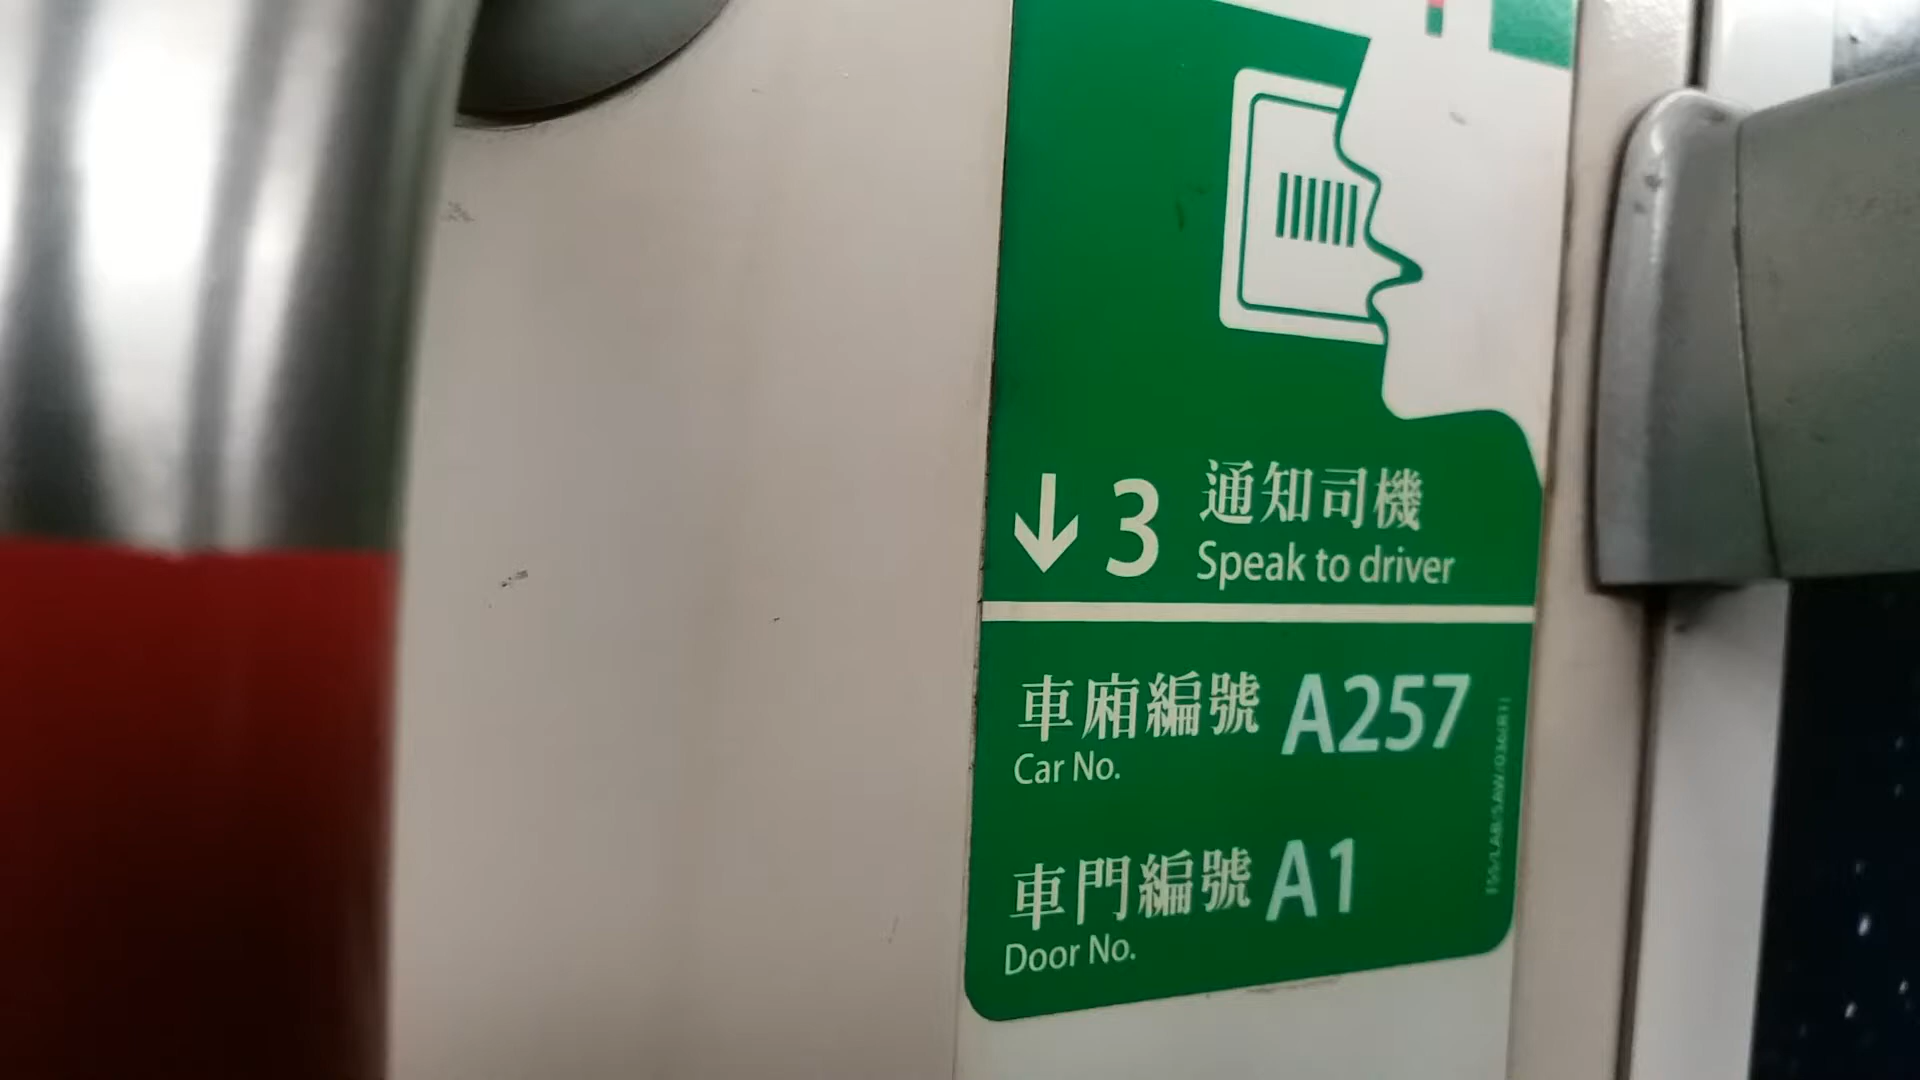 ↓ 3 通知司機
Speak to driver
車廂編號 A257
Car No.
車門編號 A1
Door No.